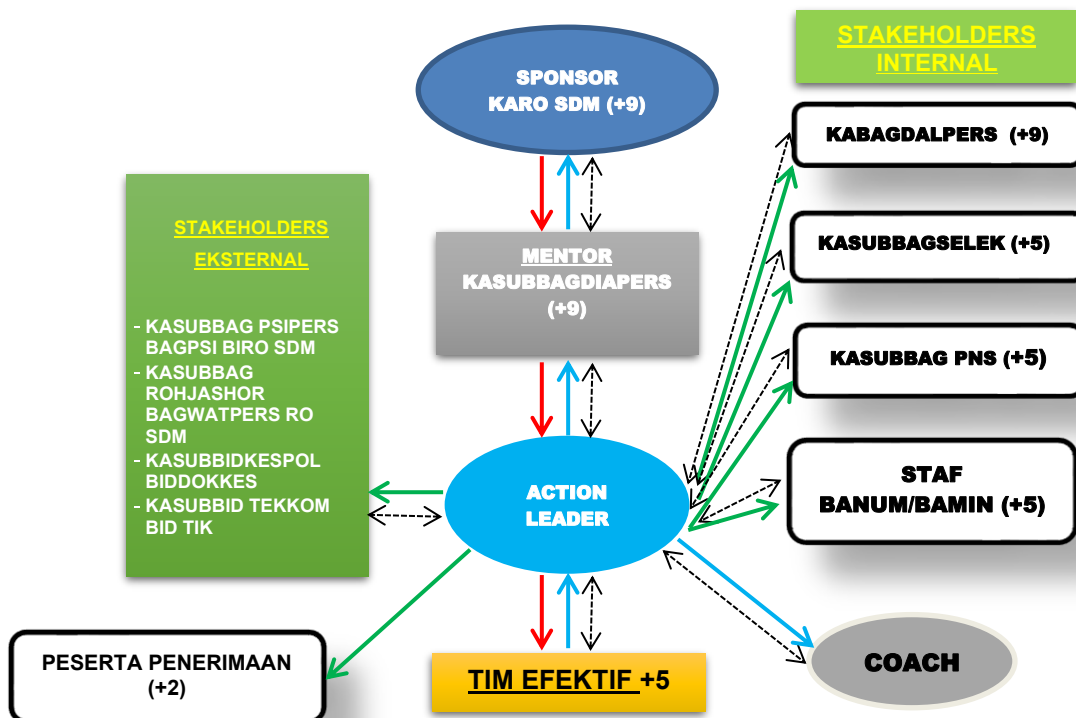 SPONSOR
KARO SDM (+9)
STAKEHOLDERS
INTERNAL
KABAGDALPERS (+9)
KASUBBAGSELEK (+5)
KASUBBAG PNS (+5)
STAF
BANUM/BAMIN (+5)
STAKEHOLDERS
EKSTERNAL
- KASUBBAG PSIPERS
BAGPSI BIRO SDM
- KASUBBAG
ROHJASHOR
BAGWATPERS RO
SDM
- KASUBBIDKESPOL
BIDDOKKES
- KASUBBID TEKKOM
BID TIK
MENTOR
KASUBBAGDIAPERS
(+9)
ACTION
LEADER
PESERTA PENERIMAAN
(+2)
TIM EFEKTIF +5
COACH